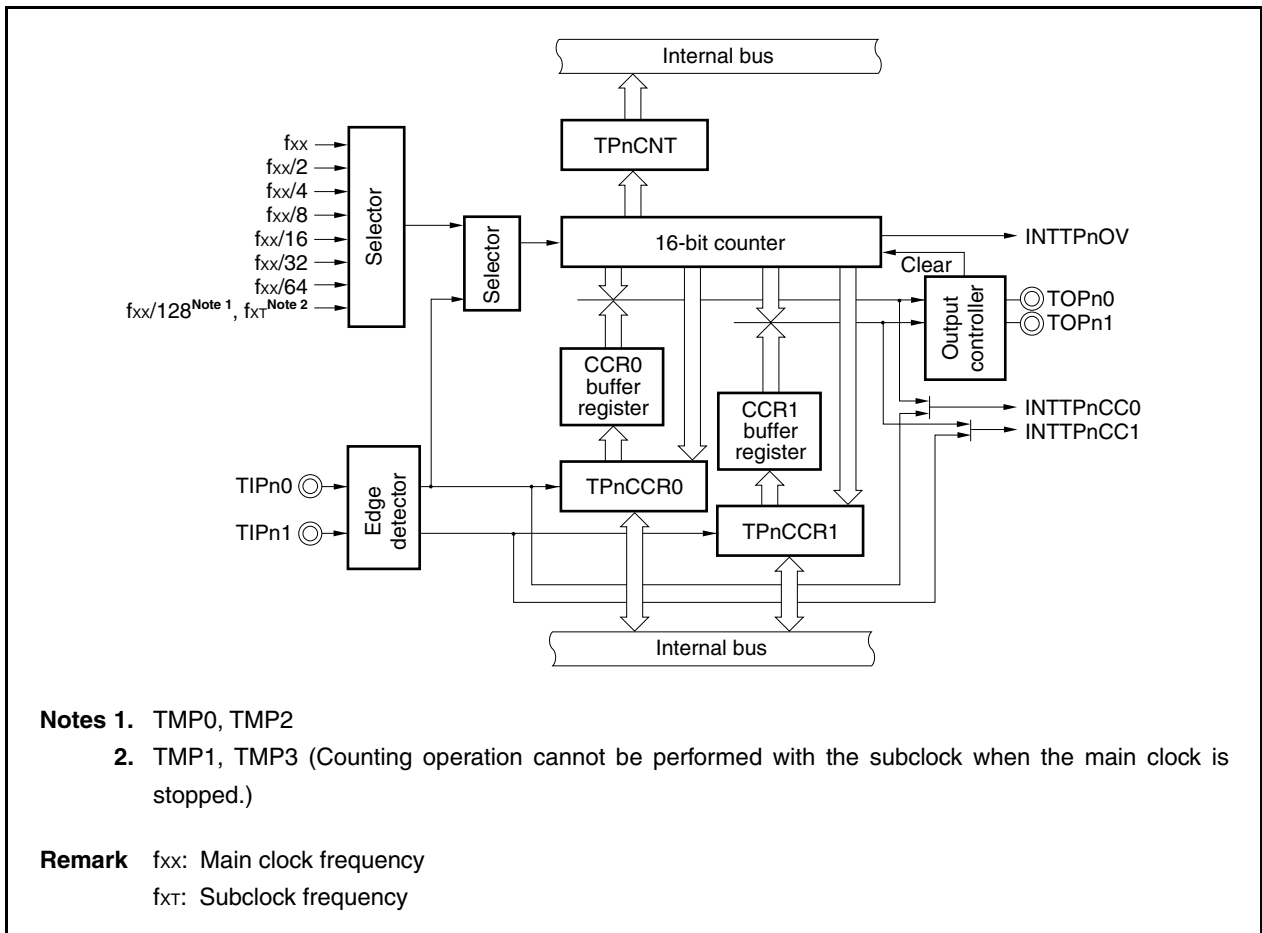 Internal bus
TPnCNT
fxx
fxx/2
fxx/4
fxx/8
fxx/16
fxx/32
fxx/64
fxx/128Note 1, fxTNote 2
Selector
Selector
16-bit counter
INTTPnOV
Clear
Output
controller
TOPn0
TOPn1
CCR0
buffer
register
CCR1
buffer
register
INTTPnCC0
INTTPnCC1
TIPn0
TIPn1
Edge
detector
TPnCCR0
TPnCCR1
Internal bus
Notes 1. TMP0, TMP2
2. TMP1, TMP3 (Counting operation cannot be performed with the subclock when the main clock is
stopped.)
Remark fxx: Main clock frequency
fxT: Subclock frequency